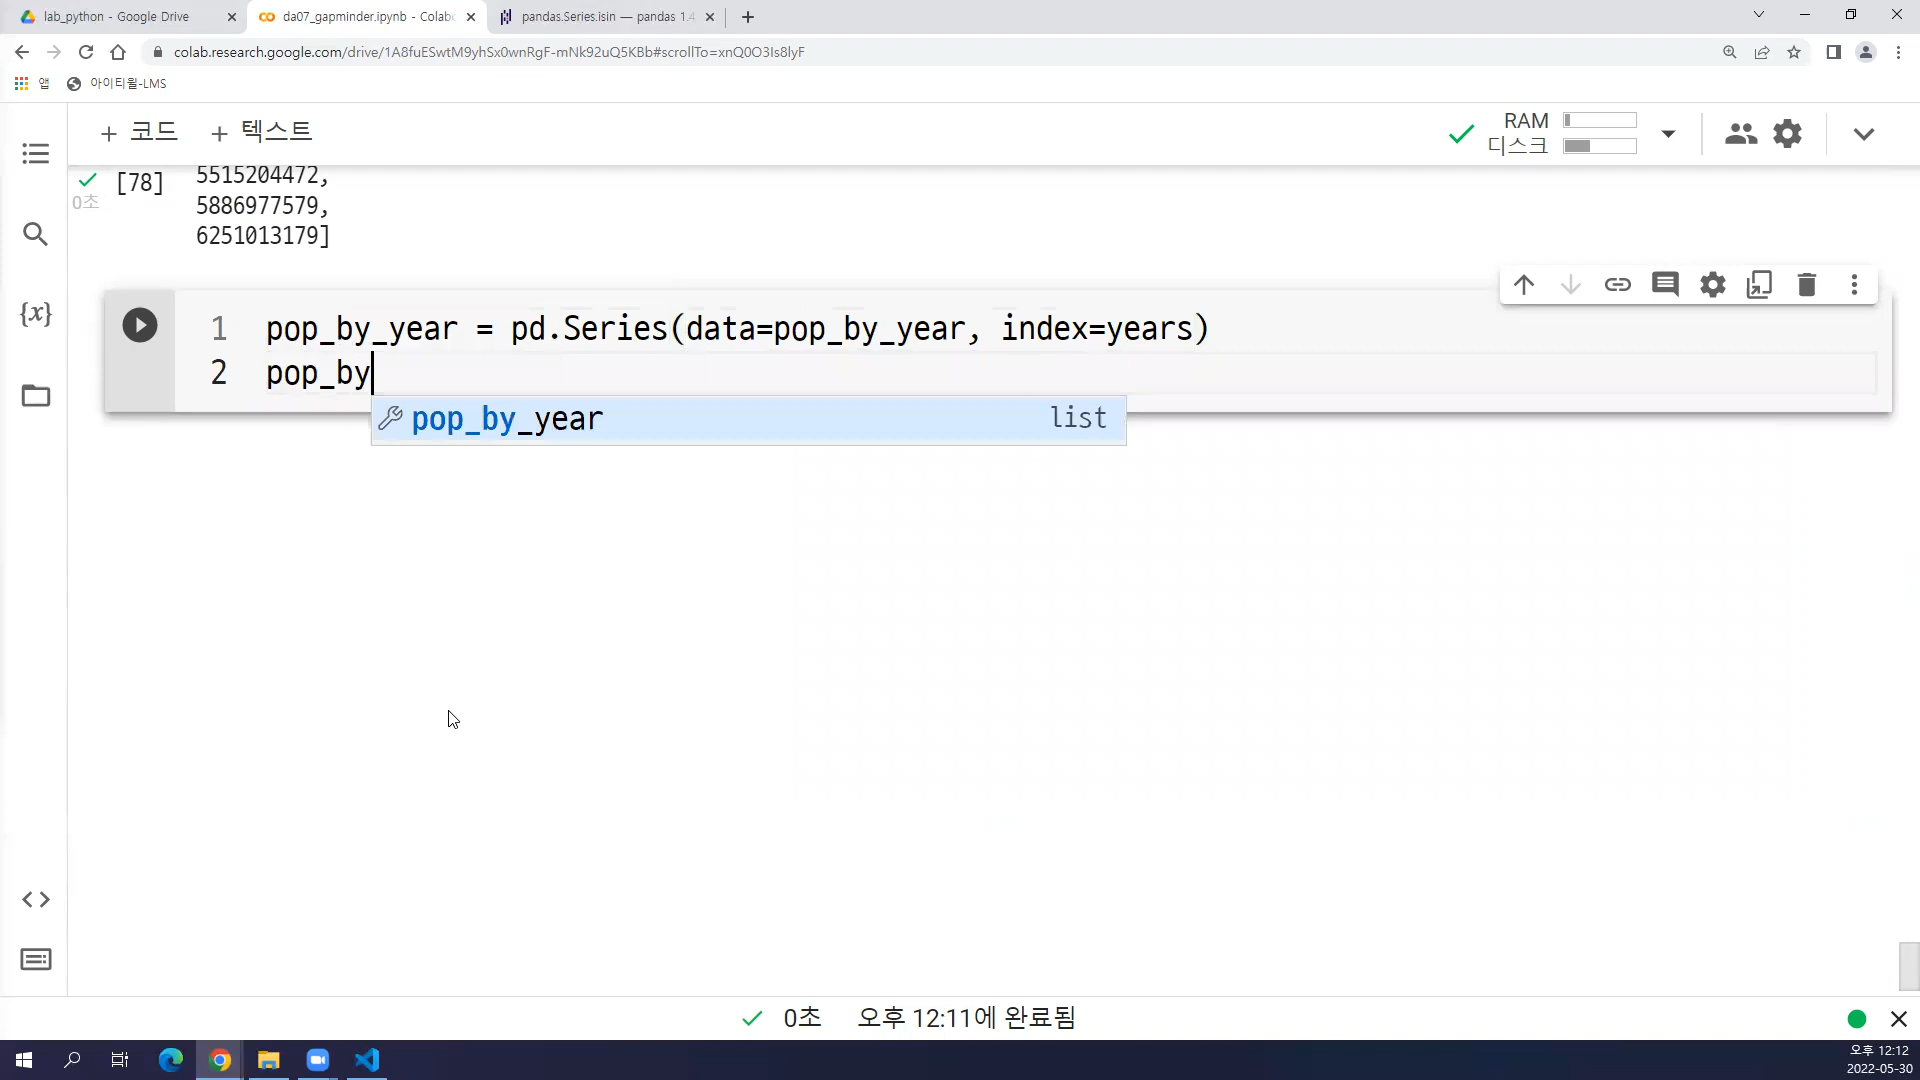 lab_python - Google Drive
da07_gapminder.ipynb - Colabo
pandas.Series.isin — pandas 1.4
colab.research.google.com/drive/1A8fuESwtM9yhSx0wnRgF-mNk92uQ5KBb#scrollTo=xnQ0O3Is8lyF
앱
아이티윌-LMS
+ 코드
+ 텍스트
RAM
디스크
[78]
0초
5515204472,
5886977579,
6251013179]
{x}
1 pop_by_year = pd.Series(data=pop_by_year, index=years)
2 pop_by
pop_by_year list
0초 오후 12:11에 완료됨
오후 12:12
2022-05-30